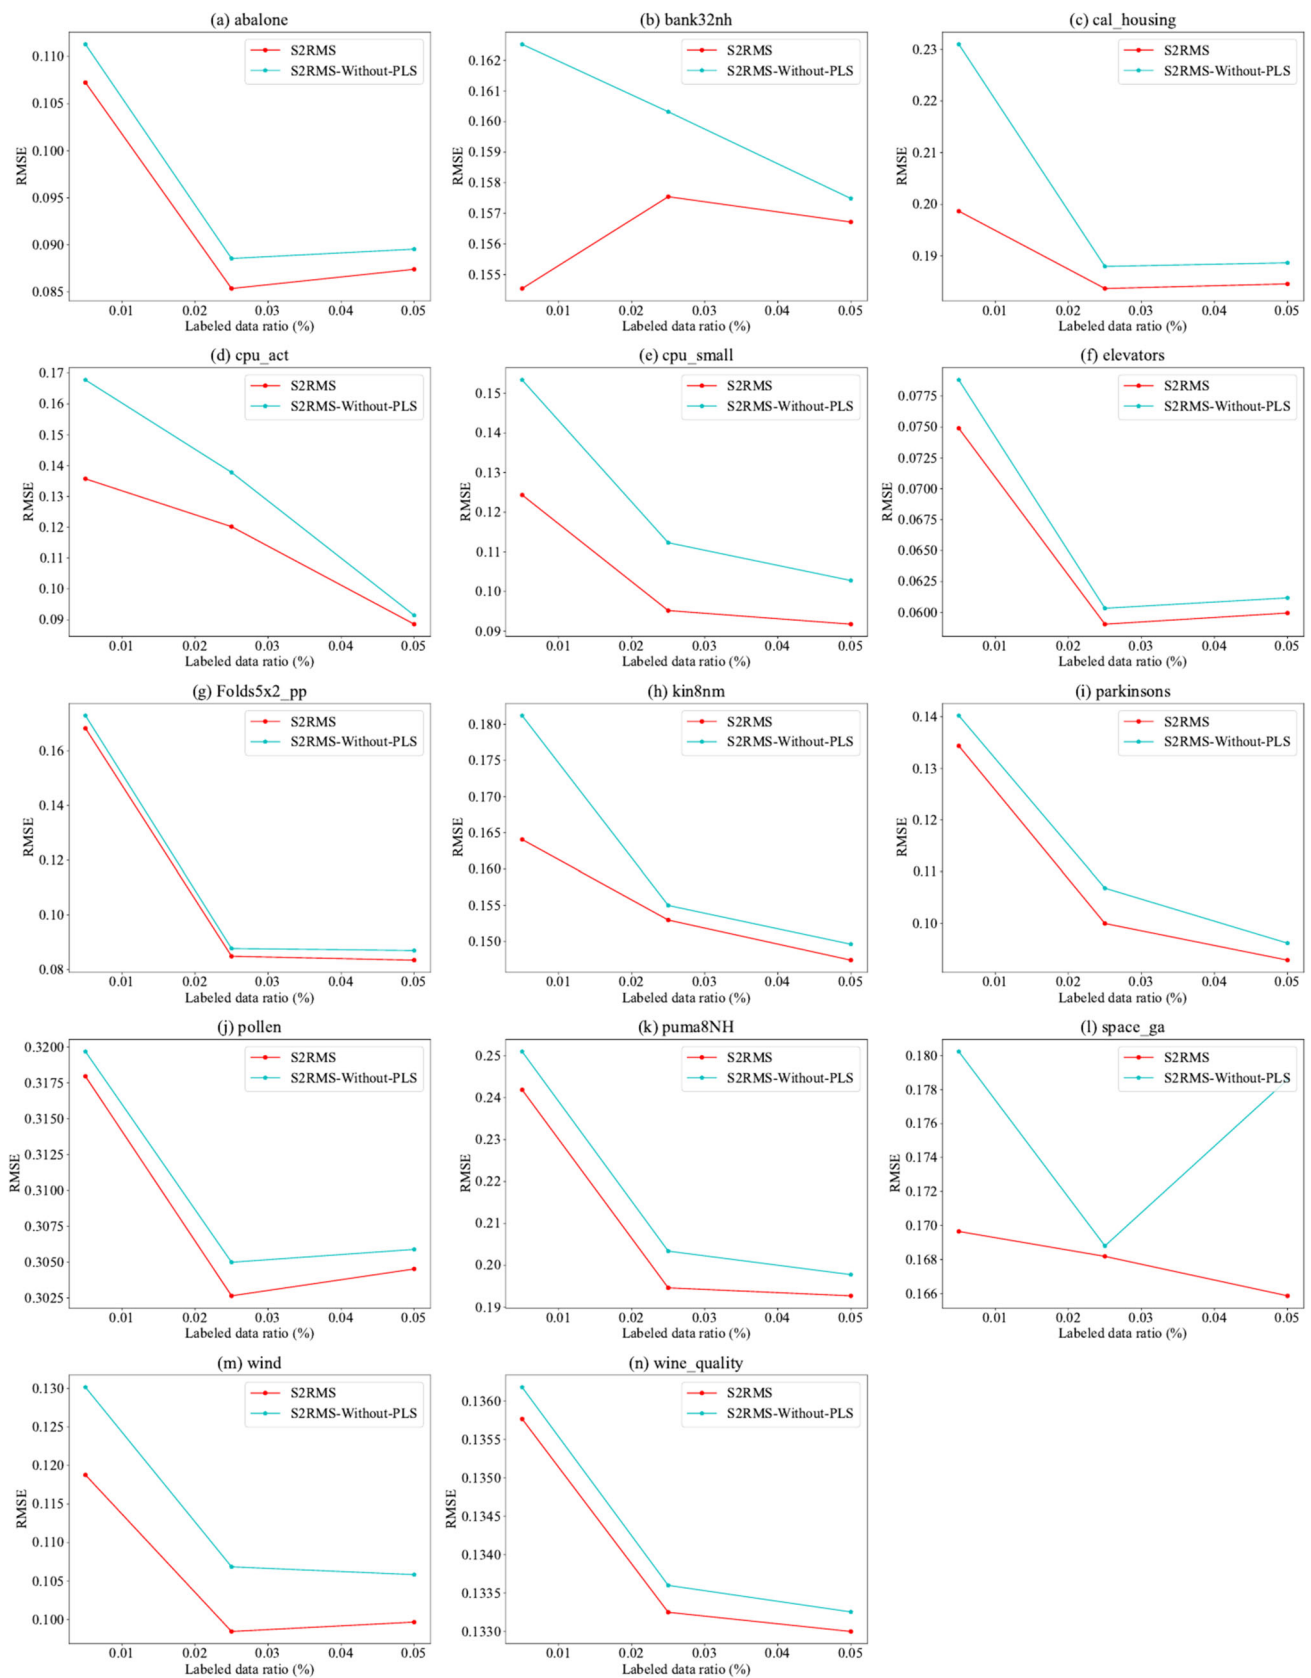 (a) abalone
S2RMS
S2RMS-Without-PLS
0.110
0.105
0.100
0.095
0.090
0.085
RMSE
0.01 0.02 0.03 0.04 0.05
Labeled data ratio (%)
(b) bank32nh
S2RMS
S2RMS-Without-PLS
0.162
0.161
0.160
0.159
0.158
0.157
0.156
0.155
RMSE
0.01 0.02 0.03 0.04 0.05
Labeled data ratio (%)
(c) cal_housing
S2RMS
S2RMS-Without-PLS
0.23
0.22
0.21
0.20
0.19
RMSE
0.01 0.02 0.03 0.04 0.05
Labeled data ratio (%)
(d) cpu_act
S2RMS
S2RMS-Without-PLS
0.17
0.16
0.15
0.14
0.13
0.12
0.11
0.10
0.09
RMSE
0.01 0.02 0.03 0.04 0.05
Labeled data ratio (%)
(e) cpu_small
S2RMS
S2RMS-Without-PLS
0.15
0.14
0.13
0.12
0.11
0.10
0.09
RMSE
0.01 0.02 0.03 0.04 0.05
Labeled data ratio (%)
(f) elevators
S2RMS
S2RMS-Without-PLS
0.0775
0.0750
0.0725
0.0700
0.0675
0.0650
0.0625
0.0600
RMSE
0.01 0.02 0.03 0.04 0.05
Labeled data ratio (%)
(g) Folds5x2_pp
S2RMS
S2RMS-Without-PLS
0.16
0.14
0.12
0.10
0.08
RMSE
0.01 0.02 0.03 0.04 0.05
Labeled data ratio (%)
(h) kin8nm
S2RMS
S2RMS-Without-PLS
0.180
0.175
0.170
0.165
0.160
0.155
0.150
RMSE
0.01 0.02 0.03 0.04 0.05
Labeled data ratio (%)
(i) parkinsons
S2RMS
S2RMS-Without-PLS
0.14
0.13
0.12
0.11
0.10
RMSE
0.01 0.02 0.03 0.04 0.05
Labeled data ratio (%)
(j) pollen
S2RMS
S2RMS-Without-PLS
0.3200
0.3175
0.3150
0.3125
0.3100
0.3075
0.3050
0.3025
RMSE
0.01 0.02 0.03 0.04 0.05
Labeled data ratio (%)
(k) puma8NH
S2RMS
S2RMS-Without-PLS
0.25
0.24
0.23
0.22
0.21
0.20
0.19
RMSE
0.01 0.02 0.03 0.04 0.05
Labeled data ratio (%)
(l) space_ga
S2RMS
S2RMS-Without-PLS
0.180
0.178
0.176
0.174
0.172
0.170
0.168
0.166
RMSE
0.01 0.02 0.03 0.04 0.05
Labeled data ratio (%)
(m) wind
S2RMS
S2RMS-Without-PLS
0.130
0.125
0.120
0.115
0.110
0.105
0.100
RMSE
0.01 0.02 0.03 0.04 0.05
Labeled data ratio (%)
(n) wine_quality
S2RMS
S2RMS-Without-PLS
0.1360
0.1355
0.1350
0.1345
0.1340
0.1335
0.1330
RMSE
0.01 0.02 0.03 0.04 0.05
Labeled data ratio (%)